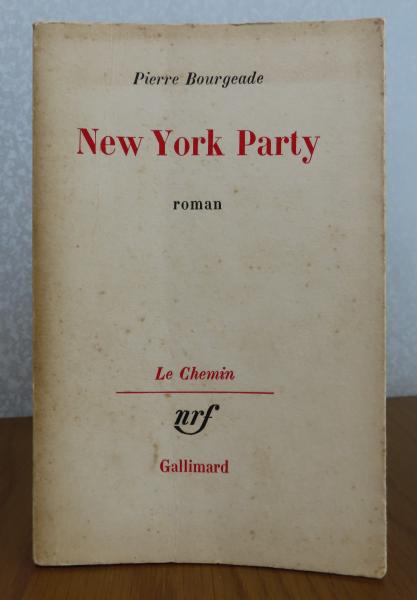 Pierre Bourgeade
New York Party
roman
Le Chemin
nrf
Gallimard